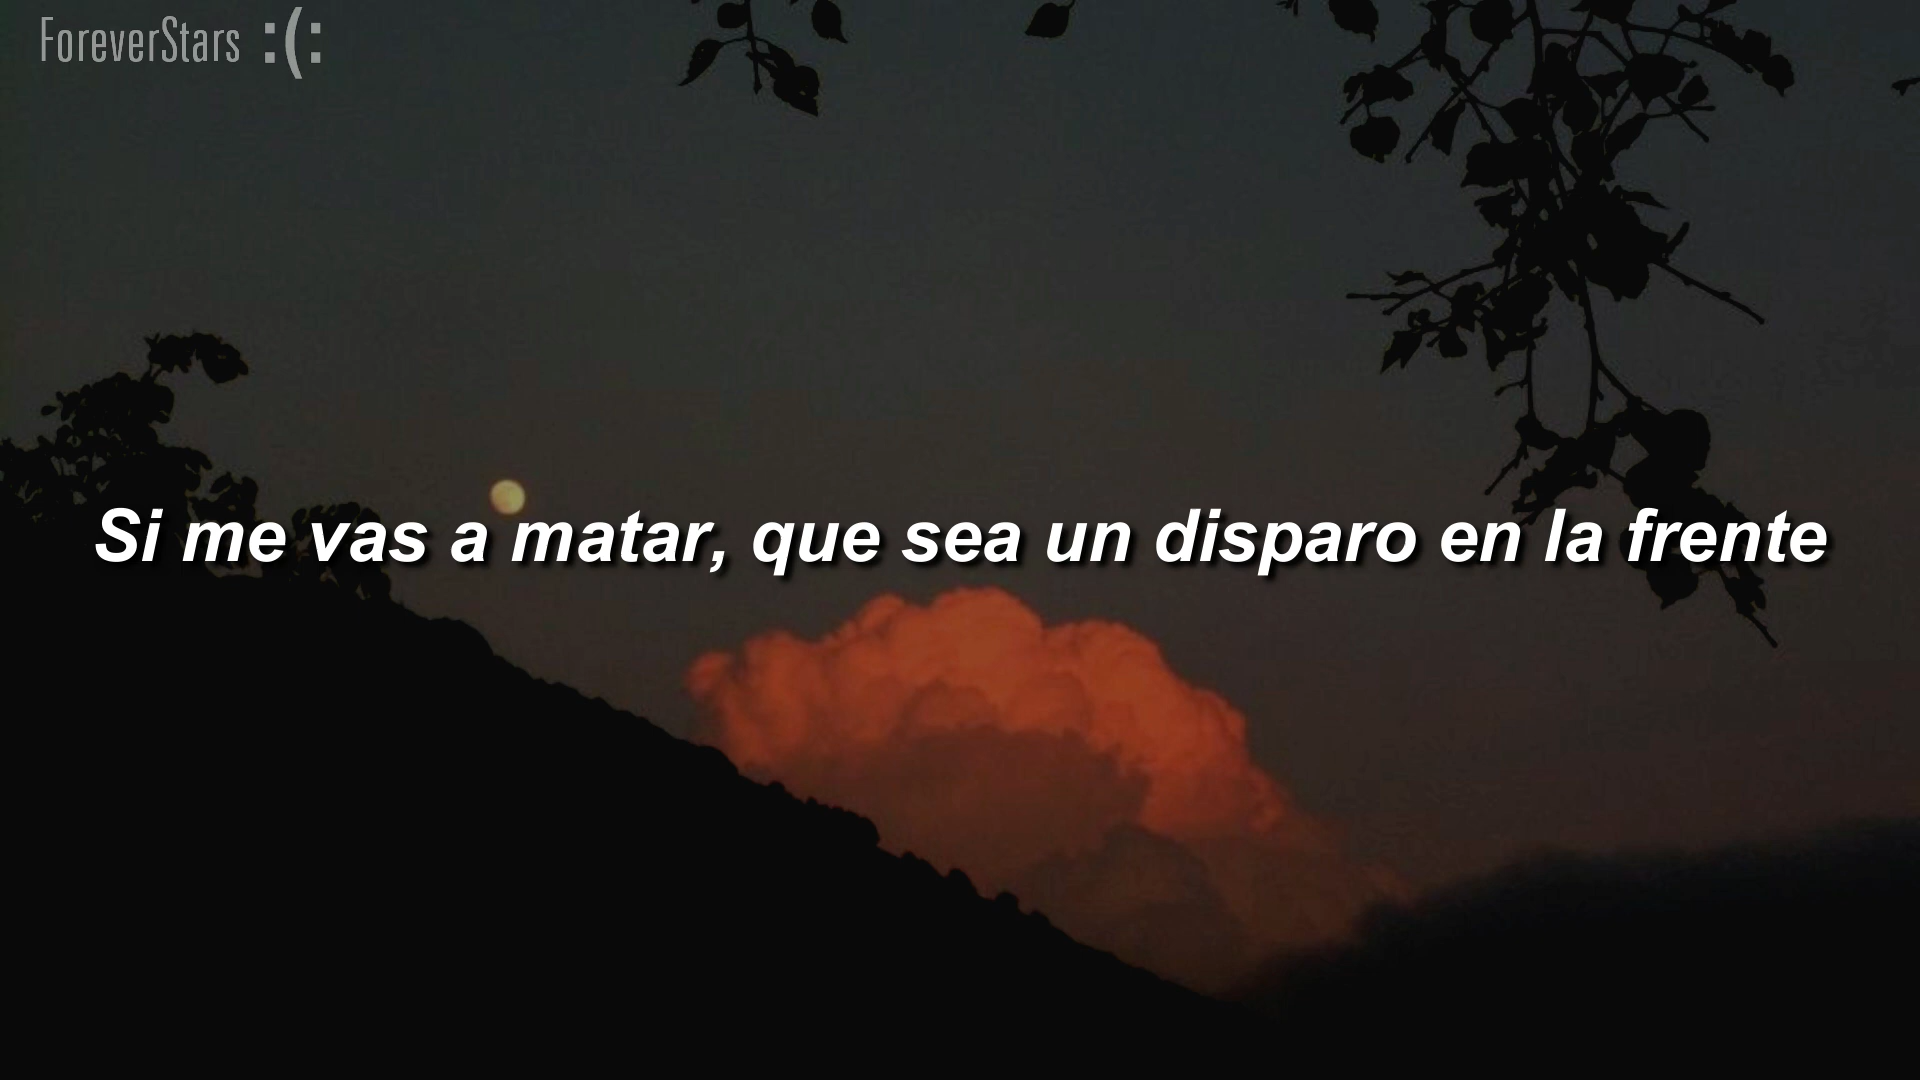 ForeverStars :(:
Si me vas a matar, que sea un disparo en la frente